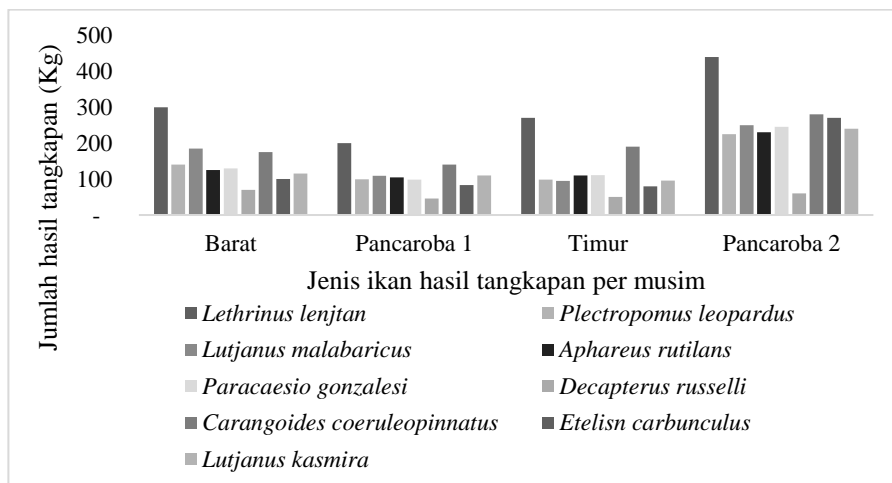 Jumlah hasil tangkapan (Kg)
500
400
300
200
100
-
Barat Pancaroba 1 Timur Pancaroba 2
Jenis ikan hasil tangkapan per musim
Lethrinus lenjtan Plectropomus leopardus
Lutjanus malabaricus Aphareus rutilans
Paracaesio gonzalesi Decapterus russelli
Carangoides coeruleopinnatus Etelisn carbunculus
Lutjanus kasmira